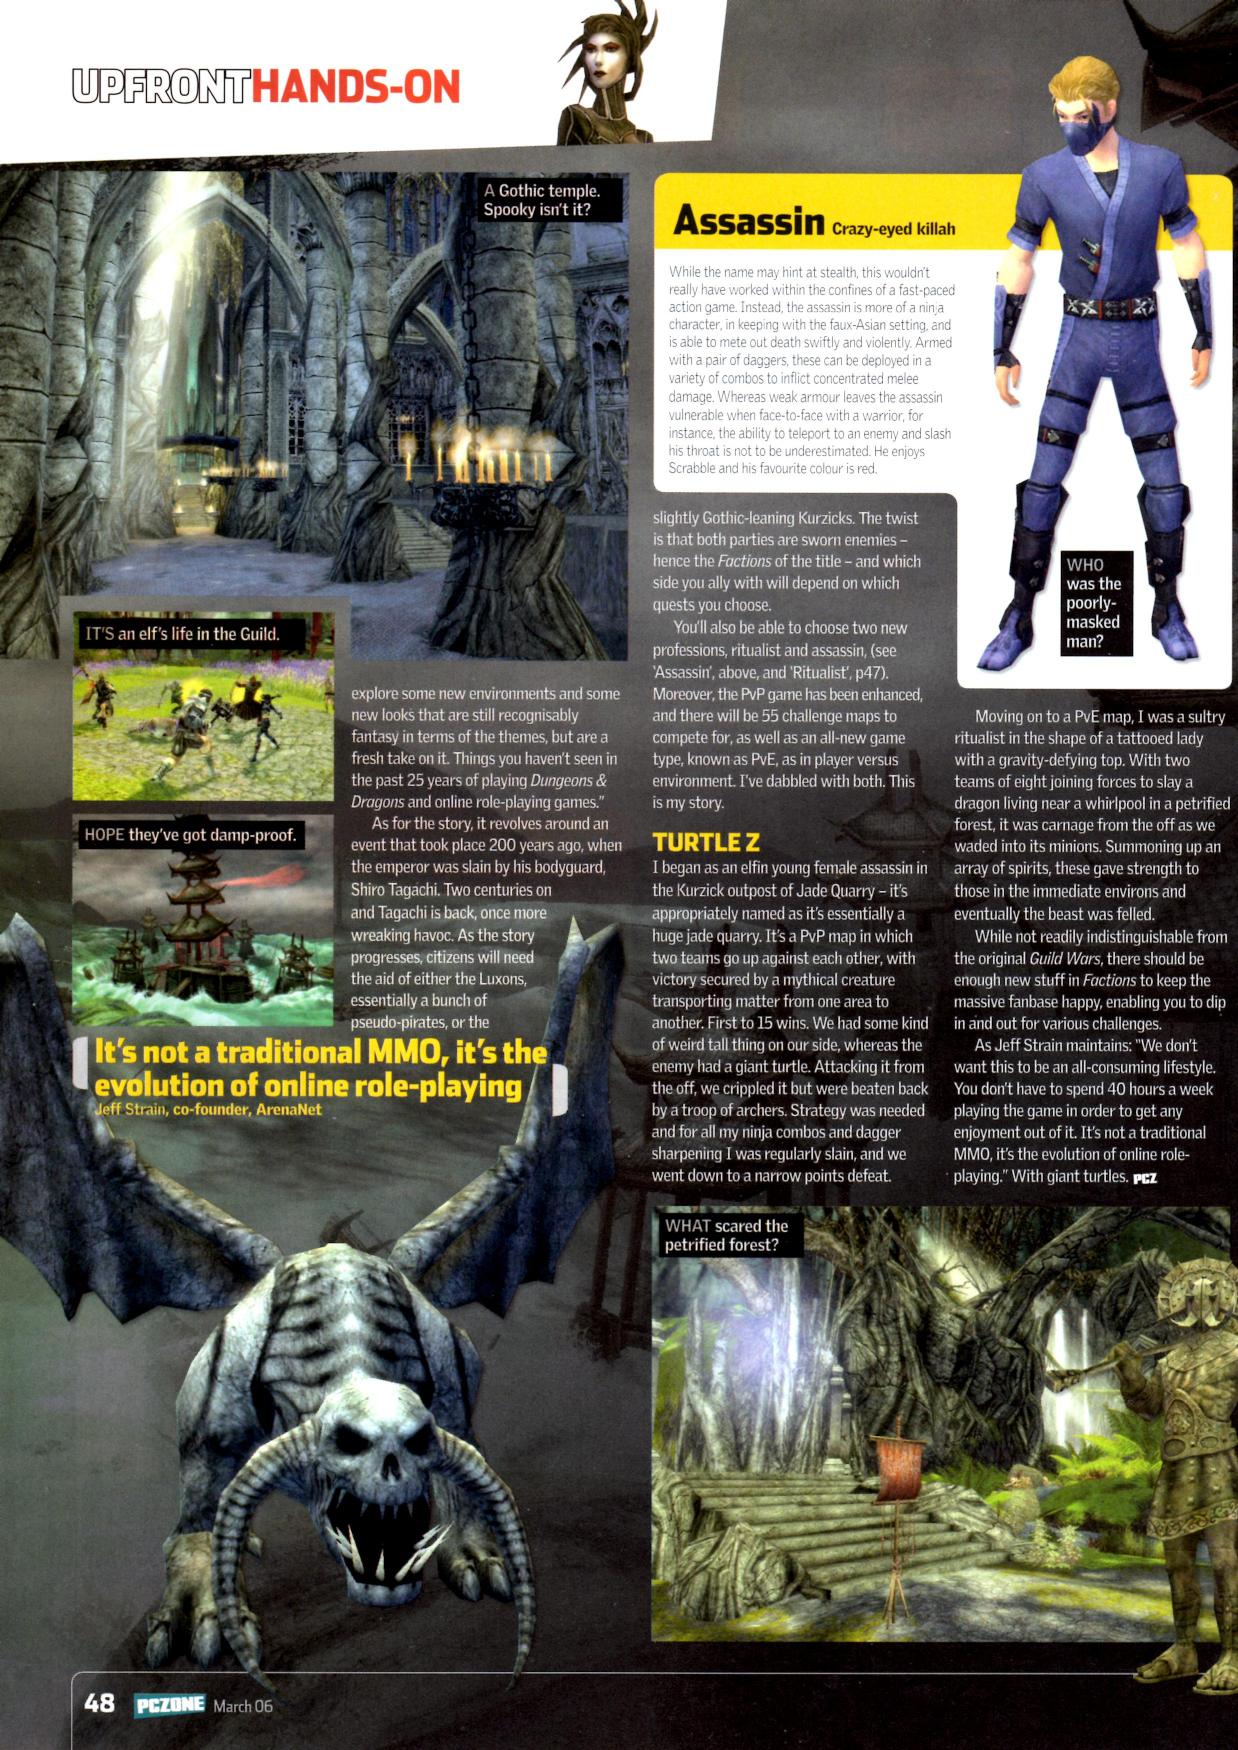 UPFRONTHANDS-ON
A Gothic temple.
Spooky isn't it?
IT'S an elf's life in the Guild.
HOPE they've got damp-proof.
explore some new environments and some
new looks that are still recognisably
fantasy in terms of the themes, but are a
fresh take on it. Things you haven't seen in
the past 25 years of playing Dungeons &
Dragons and online role-playing games."
As for the story, it revolves around an
event that took place 200 years ago, when
the emperor was slain by his bodyguard,
Shiro Tagachi. Two centuries on
and Tagachi is back, once more
wreaking havoc. As the story
progresses, citizens will need
the aid of either the Luxons,
essentially a bunch of
pseudo-pirates, or the
It's not a traditional MMO, it's the
evolution of online role-playing
Jeff Strain, co-founder, ArenaNet
Assassin Crazy-eyed killah
While the name may hint at stealth, this wouldn't
really have worked within the confines of a fast-paced
action game. Instead, the assassin is more of a ninja
character, in keeping with the faux-Asian setting, and
is able to mete out death swiftly and violently. Armed
with a pair of daggers, these can be deployed in a
variety of combos to inflict concentrated melee
damage. Whereas weak armour leaves the assassin
vulnerable when face-to-face with a warrior, for
instance, the ability to teleport to an enemy and slash
his throat is not to be underestimated. He enjoys
Scrabble and his favourite colour is red.
WHO
was the
poorly-
masked
man?
slightly Gothic-leaning Kurzicks. The twist
is that both parties are sworn enemies –
hence the Factions of the title – and which
side you ally with will depend on which
quests you choose.
You'll also be able to choose two new
professions, ritualist and assassin, (see
'Assassin', above, and 'Ritualist', p47).
Moreover, the PvP game has been enhanced,
and there will be 55 challenge maps to
compete for, as well as an all-new game
type, known as PvE, as in player versus
environment. I've dabbled with both. This
is my story.
TURTLE Z
I began as an elfin young female assassin in
the Kurzick outpost of Jade Quarry – it's
appropriately named as it's essentially a
huge jade quarry. It's a PvP map in which
two teams go up against each other, with
victory secured by a mythical creature
transporting matter from one area to
another. First to 15 wins. We had some kind
of weird tall thing on our side, whereas the
enemy had a giant turtle. Attacking it from
the off, we crippled it but were beaten back
by a troop of archers. Strategy was needed
and for all my ninja combos and dagger
sharpening I was regularly slain, and we
went down to a narrow points defeat.
Moving on to a PvE map, I was a sultry
ritualist in the shape of a tattooed lady
with a gravity-defying top. With two
teams of eight joining forces to slay a
dragon living near a whirlpool in a petrified
forest, it was carnage from the off as we
waded into its minions. Summoning up an
array of spirits, these gave strength to
those in the immediate environs and
eventually the beast was felled.
While not readily indistinguishable from
the original Guild Wars, there should be
enough new stuff in Factions to keep the
massive fanbase happy, enabling you to dip
in and out for various challenges.
As Jeff Strain maintains: "We don't
want this to be an all-consuming lifestyle.
You don't have to spend 40 hours a week
playing the game in order to get any
enjoyment out of it. It's not a traditional
MMO, it's the evolution of online role-
playing." With giant turtles. PCZ
WHAT scared the
petrified forest?
48 PCZONE March 06